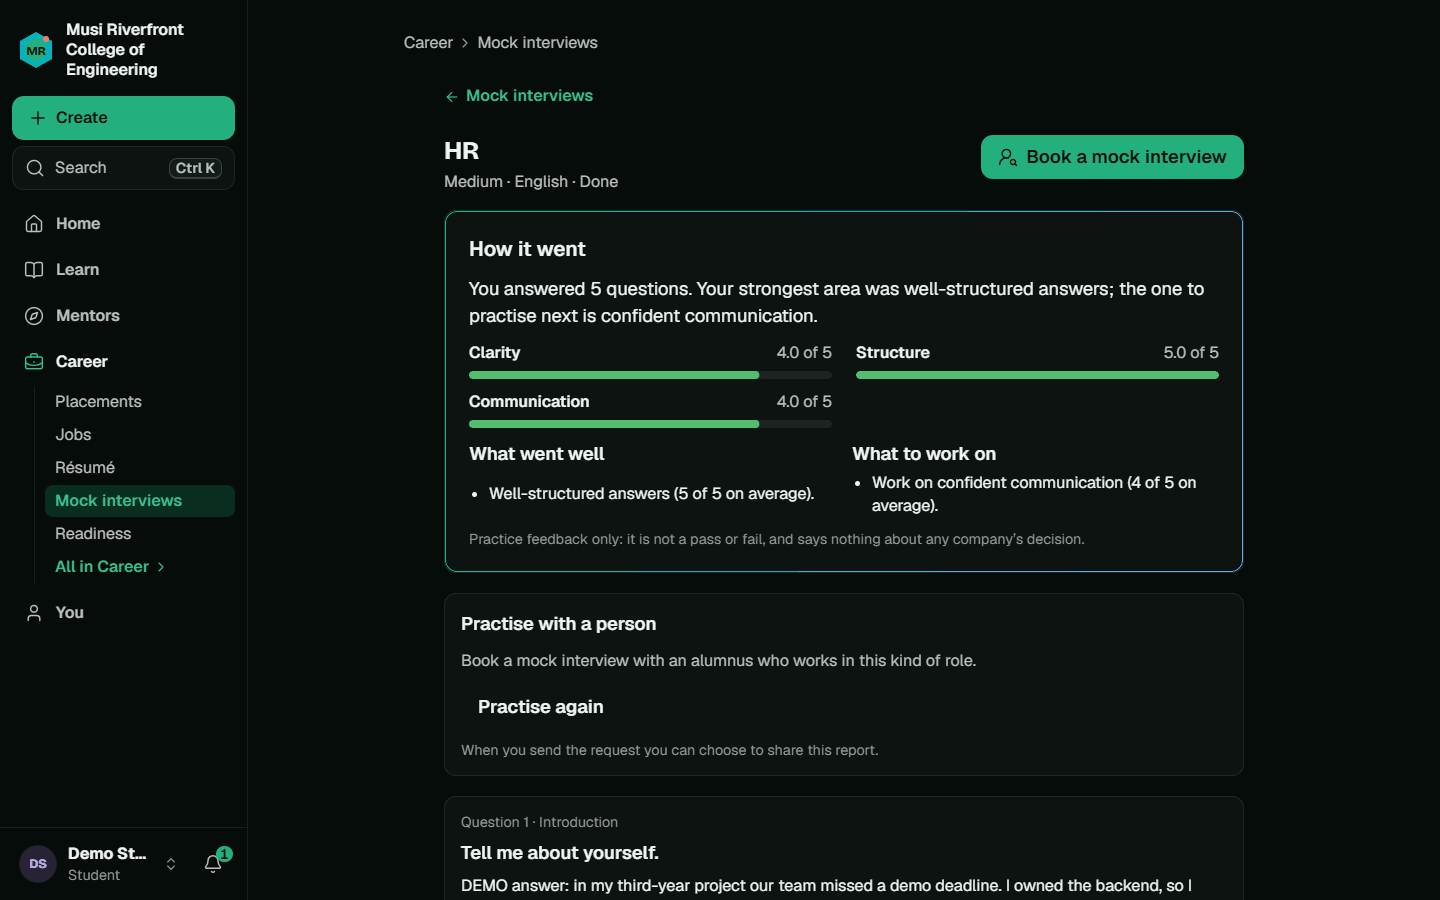 MR
Musi Riverfront
College of
Engineering
Create
Search Ctrl K
Home
Learn
Mentors
Career
Placements
Jobs
Résumé
Mock interviews
Readiness
All in Career
You
DS
Demo St...
Student
1
Career > Mock interviews
← Mock interviews
HR
Medium · English · Done
Book a mock interview
How it went
You answered 5 questions. Your strongest area was well-structured answers; the one to
practise next is confident communication.
Clarity 4.0 of 5
Structure 5.0 of 5
Communication 4.0 of 5
What went well
• Well-structured answers (5 of 5 on average).
What to work on
• Work on confident communication (4 of 5 on
average).
Practice feedback only: it is not a pass or fail, and says nothing about any company’s decision.
Practise with a person
Book a mock interview with an alumnus who works in this kind of role.
Practise again
When you send the request you can choose to share this report.
Question 1 · Introduction
Tell me about yourself.
DEMO answer: in my third-year project our team missed a demo deadline. I owned the backend, so I